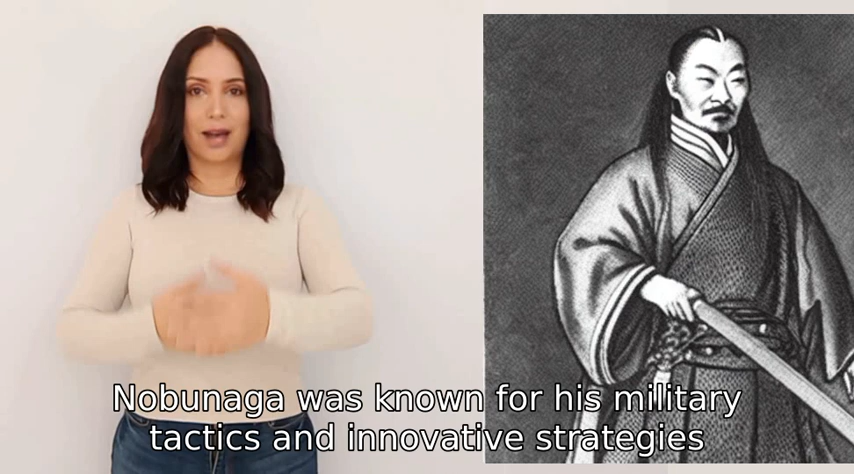 Nobunaga was known for his military
tactics and innovative strategies